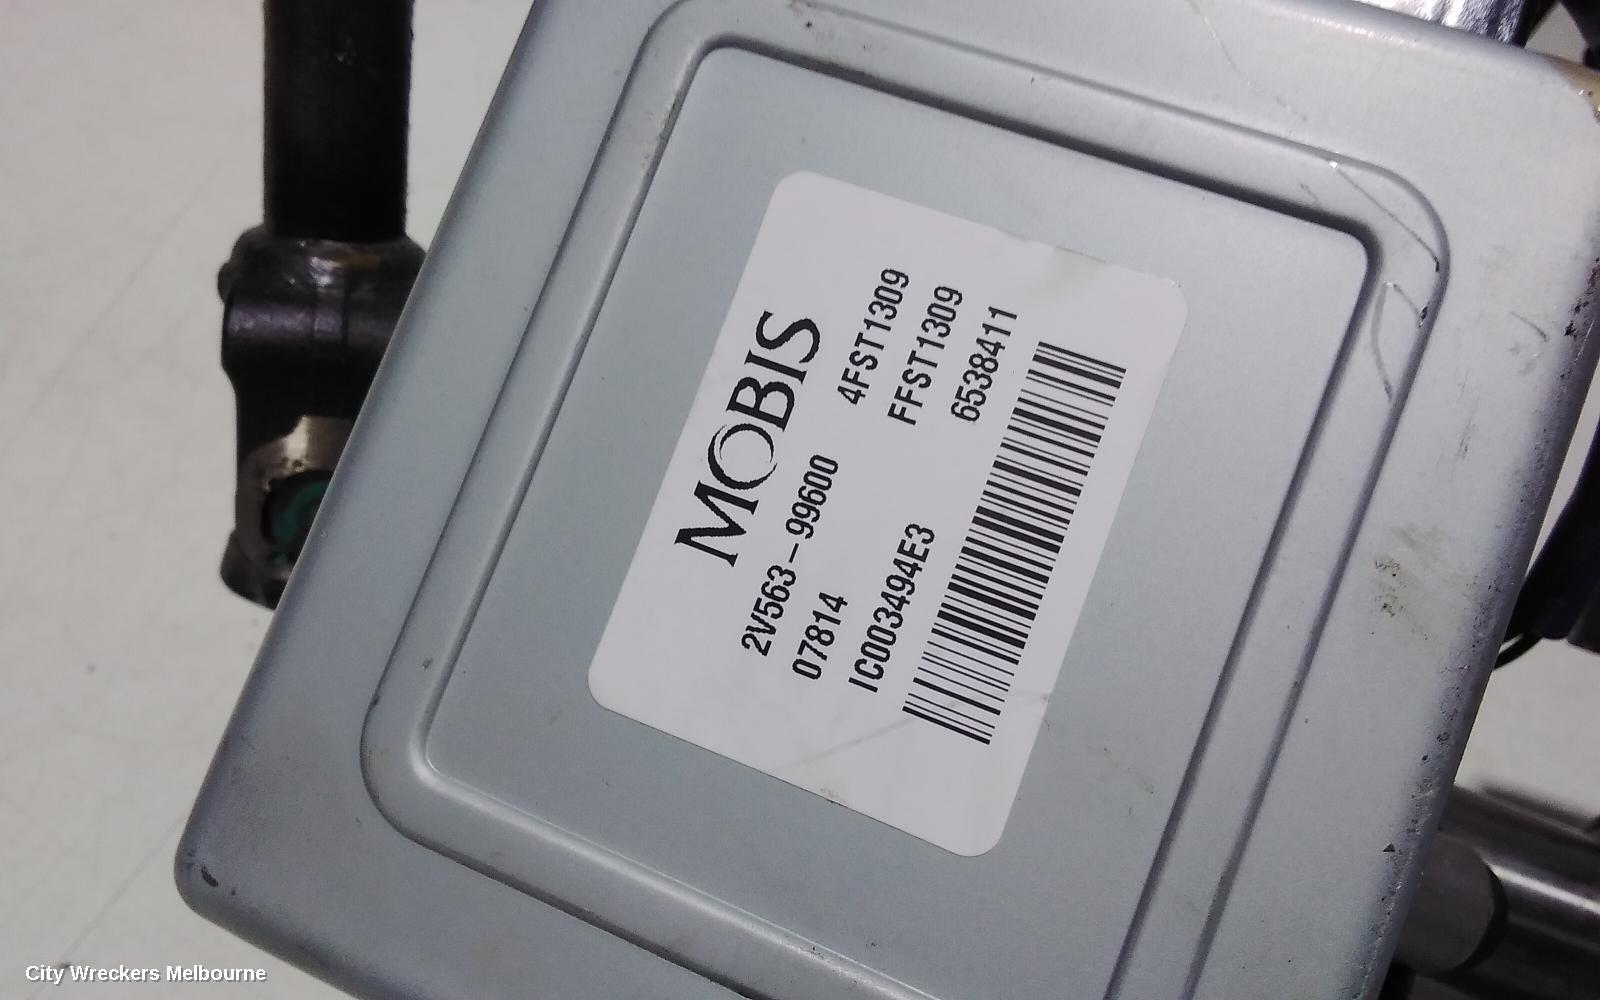 MOBIS
2V563-99600 4FST1309
07814 FFST1309
IC003494E3 6538411
City Wreckers Melbourne